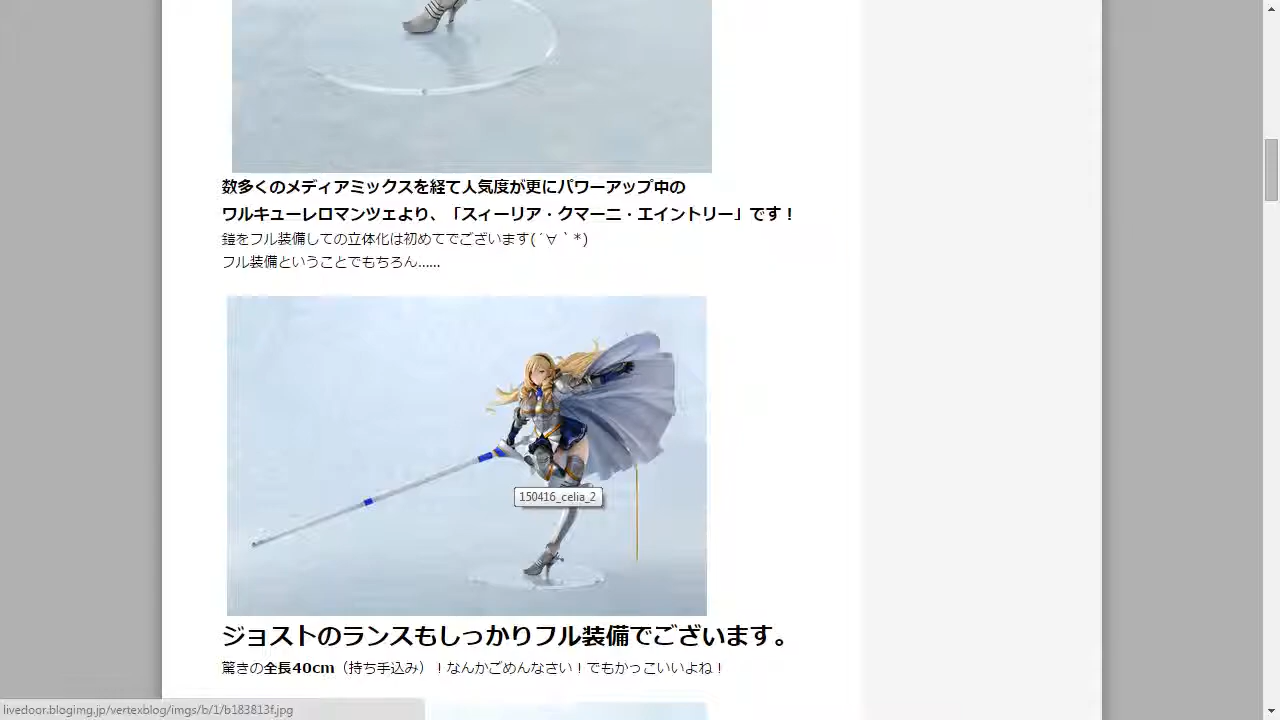 数多くのメディアミックスを経て人気度が更にパワーアップ中の
ワルキューレロマンツェより、「スィーリア・クマーニ・エイントリー」です！
鎧をフル装備しての立体化は初めてでございます(´∀｀*)
フル装備ということでもちろん……
150416_celia_2
ジョストのランスもしっかりフル装備でございます。
驚きの全長40cm（持ち手込み）！なんかごめんなさい！でもかっこいいよね！
livedoor.blogimg.jp/vertexblog/imgs/b/1/b183813f.jpg